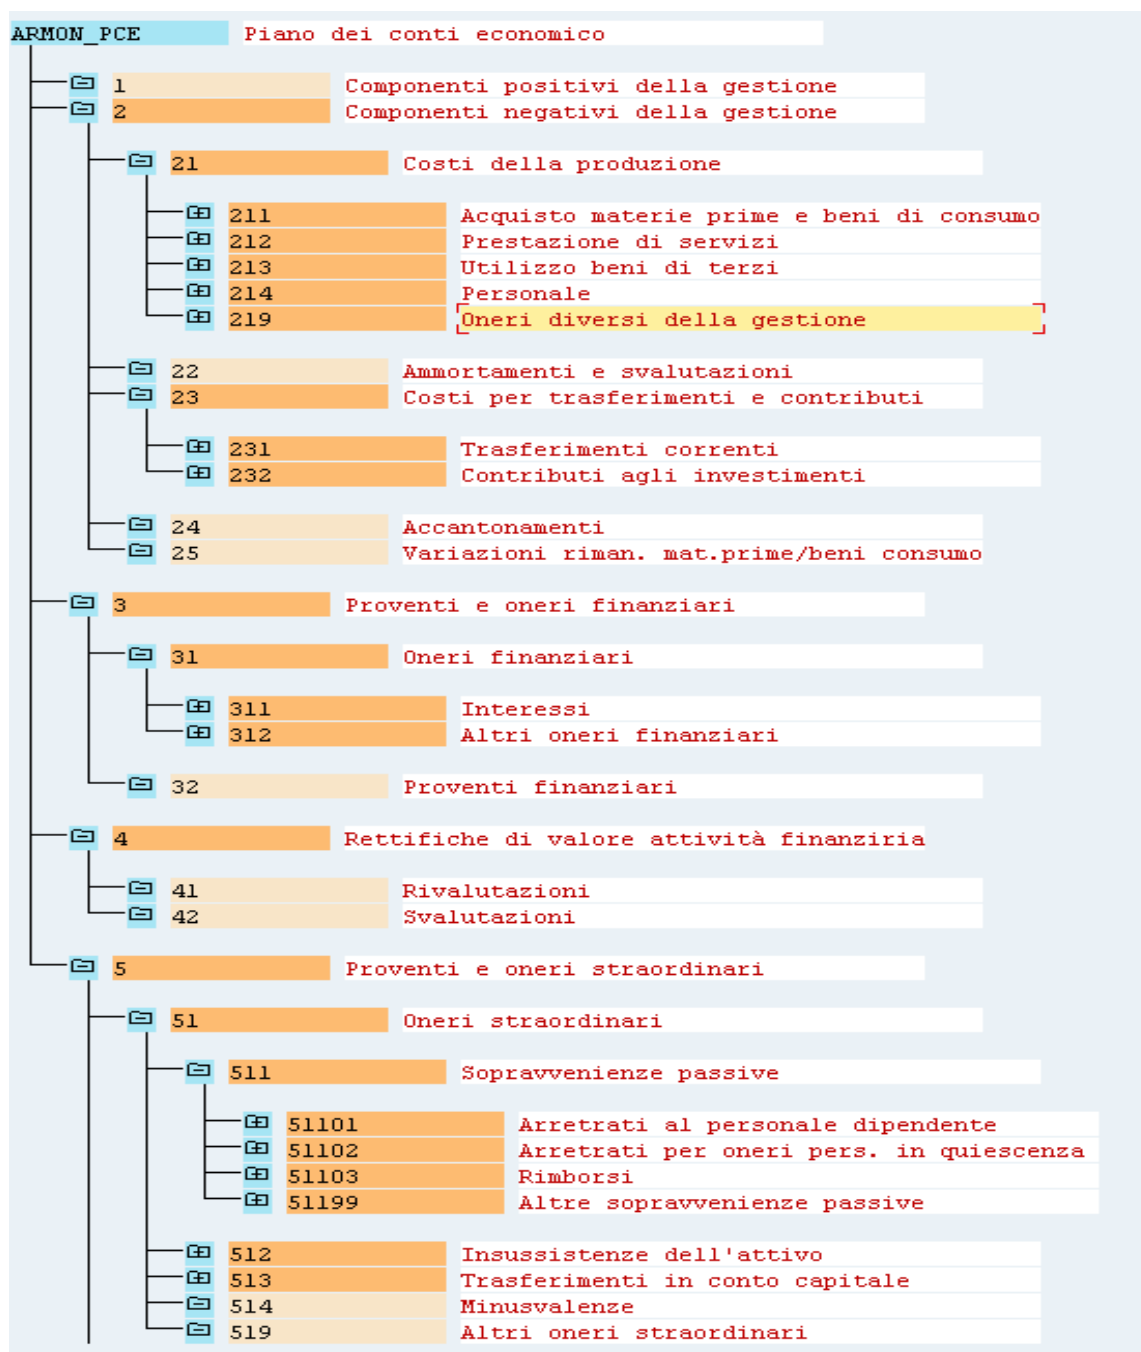 ARMON_PCE Piano dei conti economico
1 Componenti positivi della gestione
2 Componenti negativi della gestione
21 Costi della produzione
211 Acquisto materie prime e beni di consumo
212 Prestazione di servizi
213 Utilizzo beni di terzi
214 Personale
219 Oneri diversi della gestione
22 Ammortamenti e svalutazioni
23 Costi per trasferimenti e contributi
231 Trasferimenti correnti
232 Contributi agli investimenti
24 Accantonamenti
25 Variazioni riman. mat.prime/beni consumo
3 Proventi e oneri finanziari
31 Oneri finanziari
311 Interessi
312 Altri oneri finanziari
32 Proventi finanziari
4 Rettifiche di valore attività finanziria
41 Rivalutazioni
42 Svalutazioni
5 Proventi e oneri straordinari
51 Oneri straordinari
511 Sopravvenienze passive
51101 Arretrati al personale dipendente
51102 Arretrati per oneri pers. in quiescenza
51103 Rimborsi
51199 Altre sopravvenienze passive
512 Insussistenze dell'attivo
513 Trasferimenti in conto capitale
514 Minusvalenze
519 Altri oneri straordinari